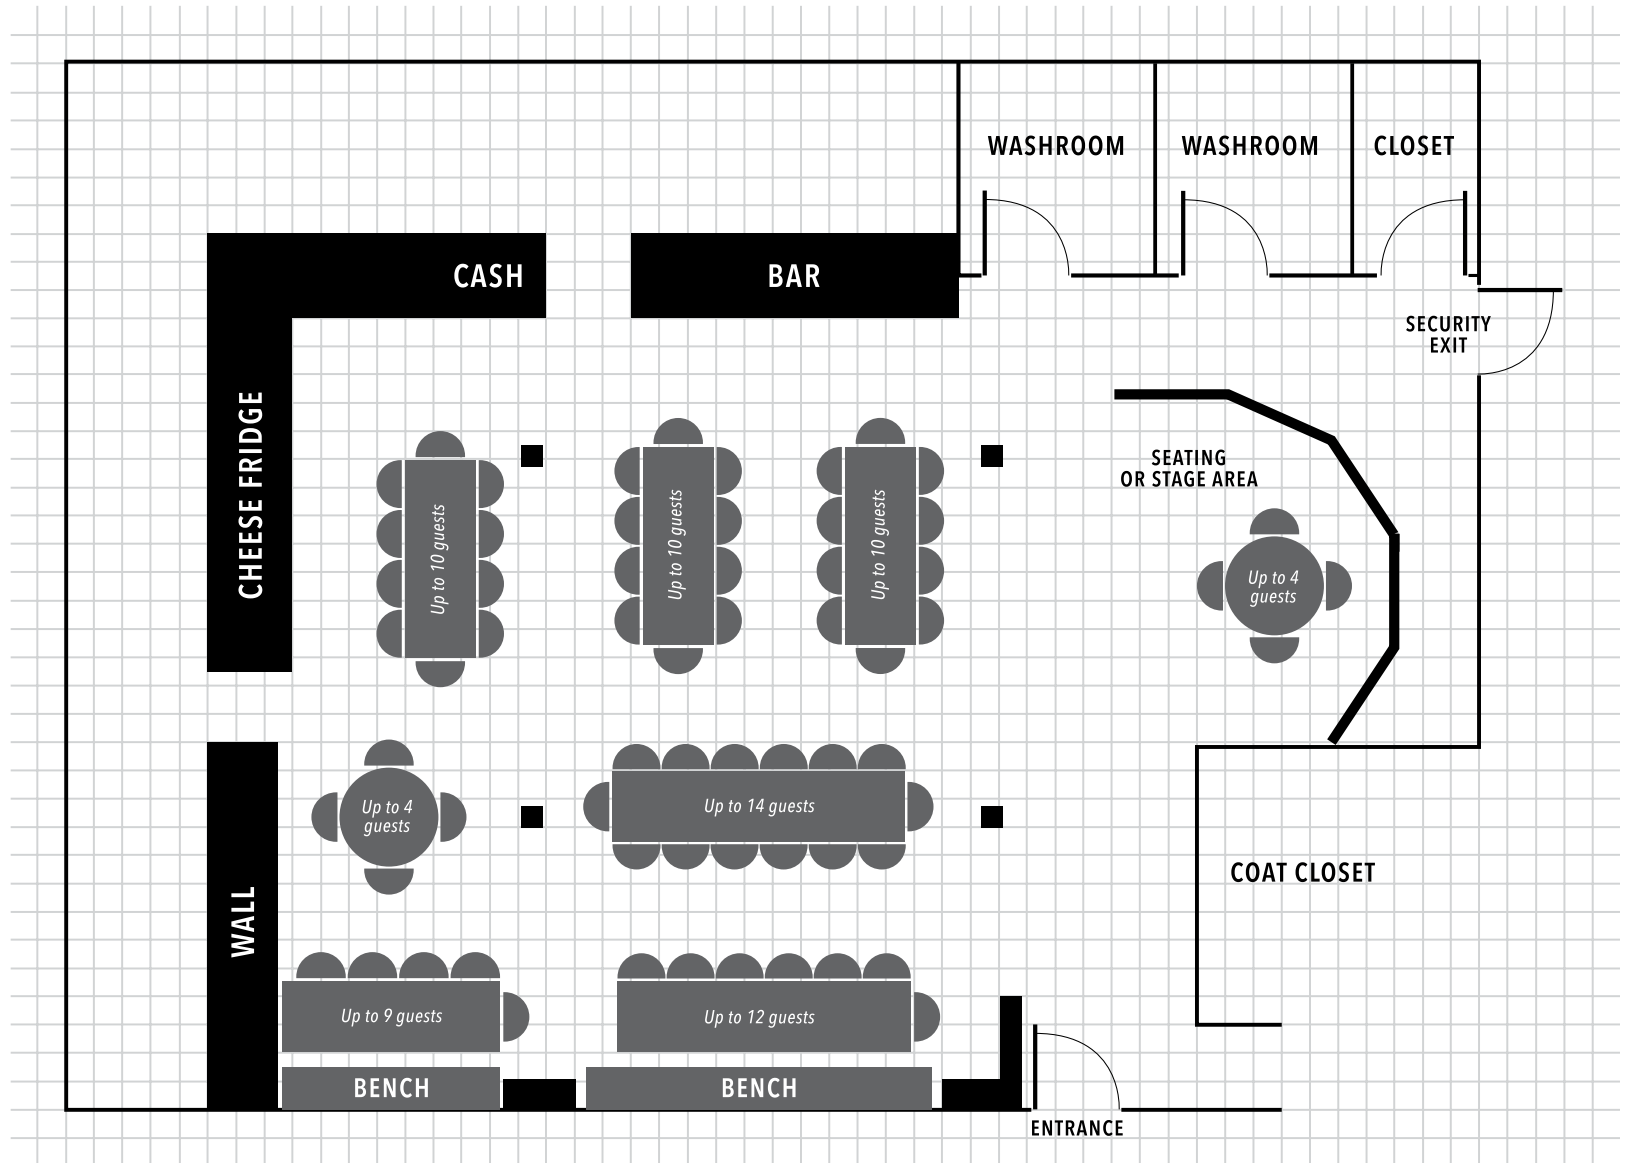 WASHROOM
WASHROOM
CLOSET
CASH
BAR
SECURITY
EXIT
CHEESE FRIDGE
SEATING
OR STAGE AREA
Up to 10 guests
Up to 10 guests
Up to 10 guests
Up to 4
guests
Up to 4
guests
Up to 14 guests
COAT CLOSET
WALL
Up to 9 guests
Up to 12 guests
BENCH
BENCH
ENTRANCE